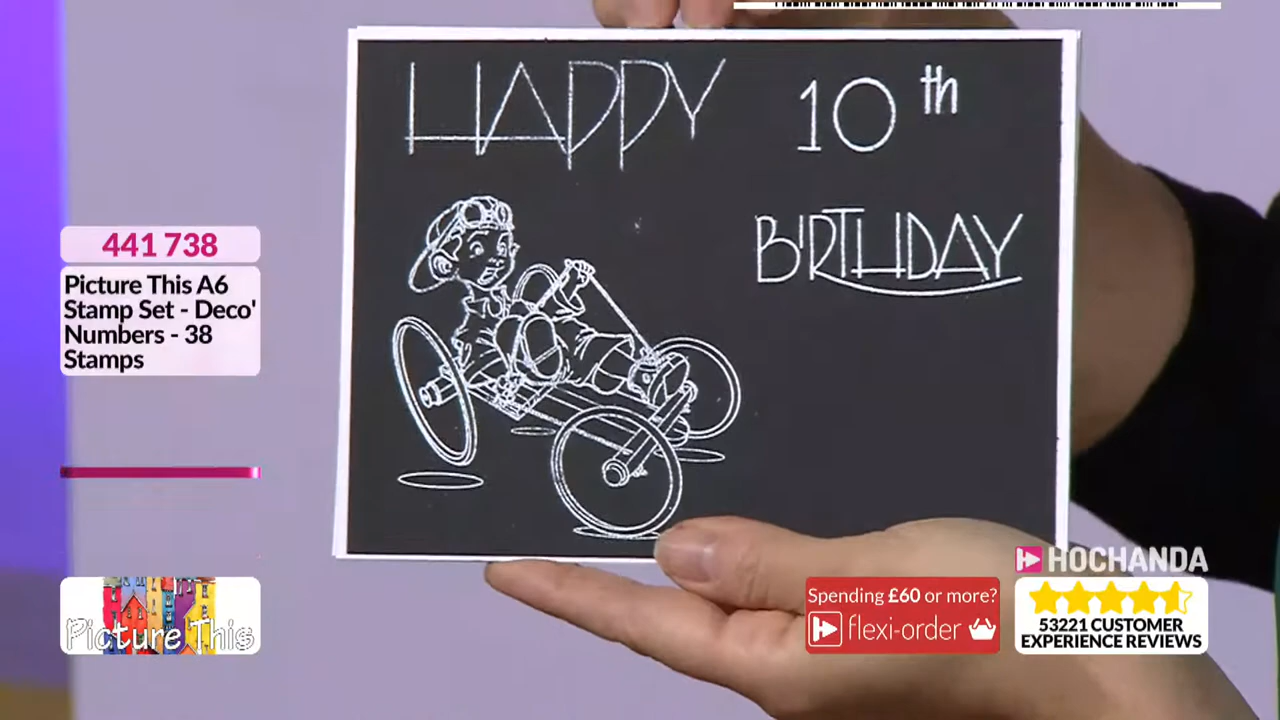 HAPPY 10th
BIRTHDAY
441 738
Picture This A6
Stamp Set - Deco'
Numbers - 38
Stamps
Picture This
Spending £60 or more?
flexi-order
HOCHANDA
53221 CUSTOMER
EXPERIENCE REVIEWS